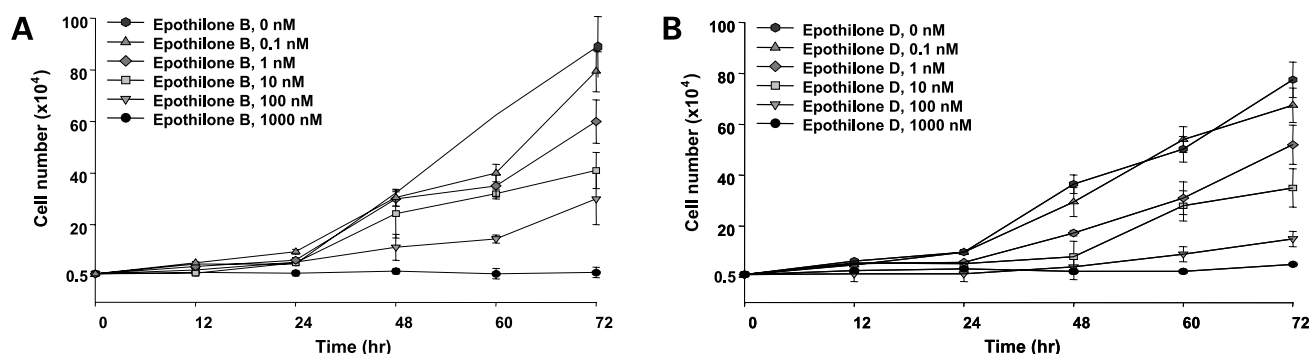 A
Cell number (x10⁴)
100
80
60
40
20
0.5
Epothilone B, 0 nM
Epothilone B, 0.1 nM
Epothilone B, 1 nM
Epothilone B, 10 nM
Epothilone B, 100 nM
Epothilone B, 1000 nM
0 12 24 48 60 72
Time (hr)
B
Cell number (x10⁴)
100
80
60
40
20
0.5
Epothilone D, 0 nM
Epothilone D, 0.1 nM
Epothilone D, 1 nM
Epothilone D, 10 nM
Epothilone D, 100 nM
Epothilone D, 1000 nM
0 12 24 48 60 72
Time (hr)